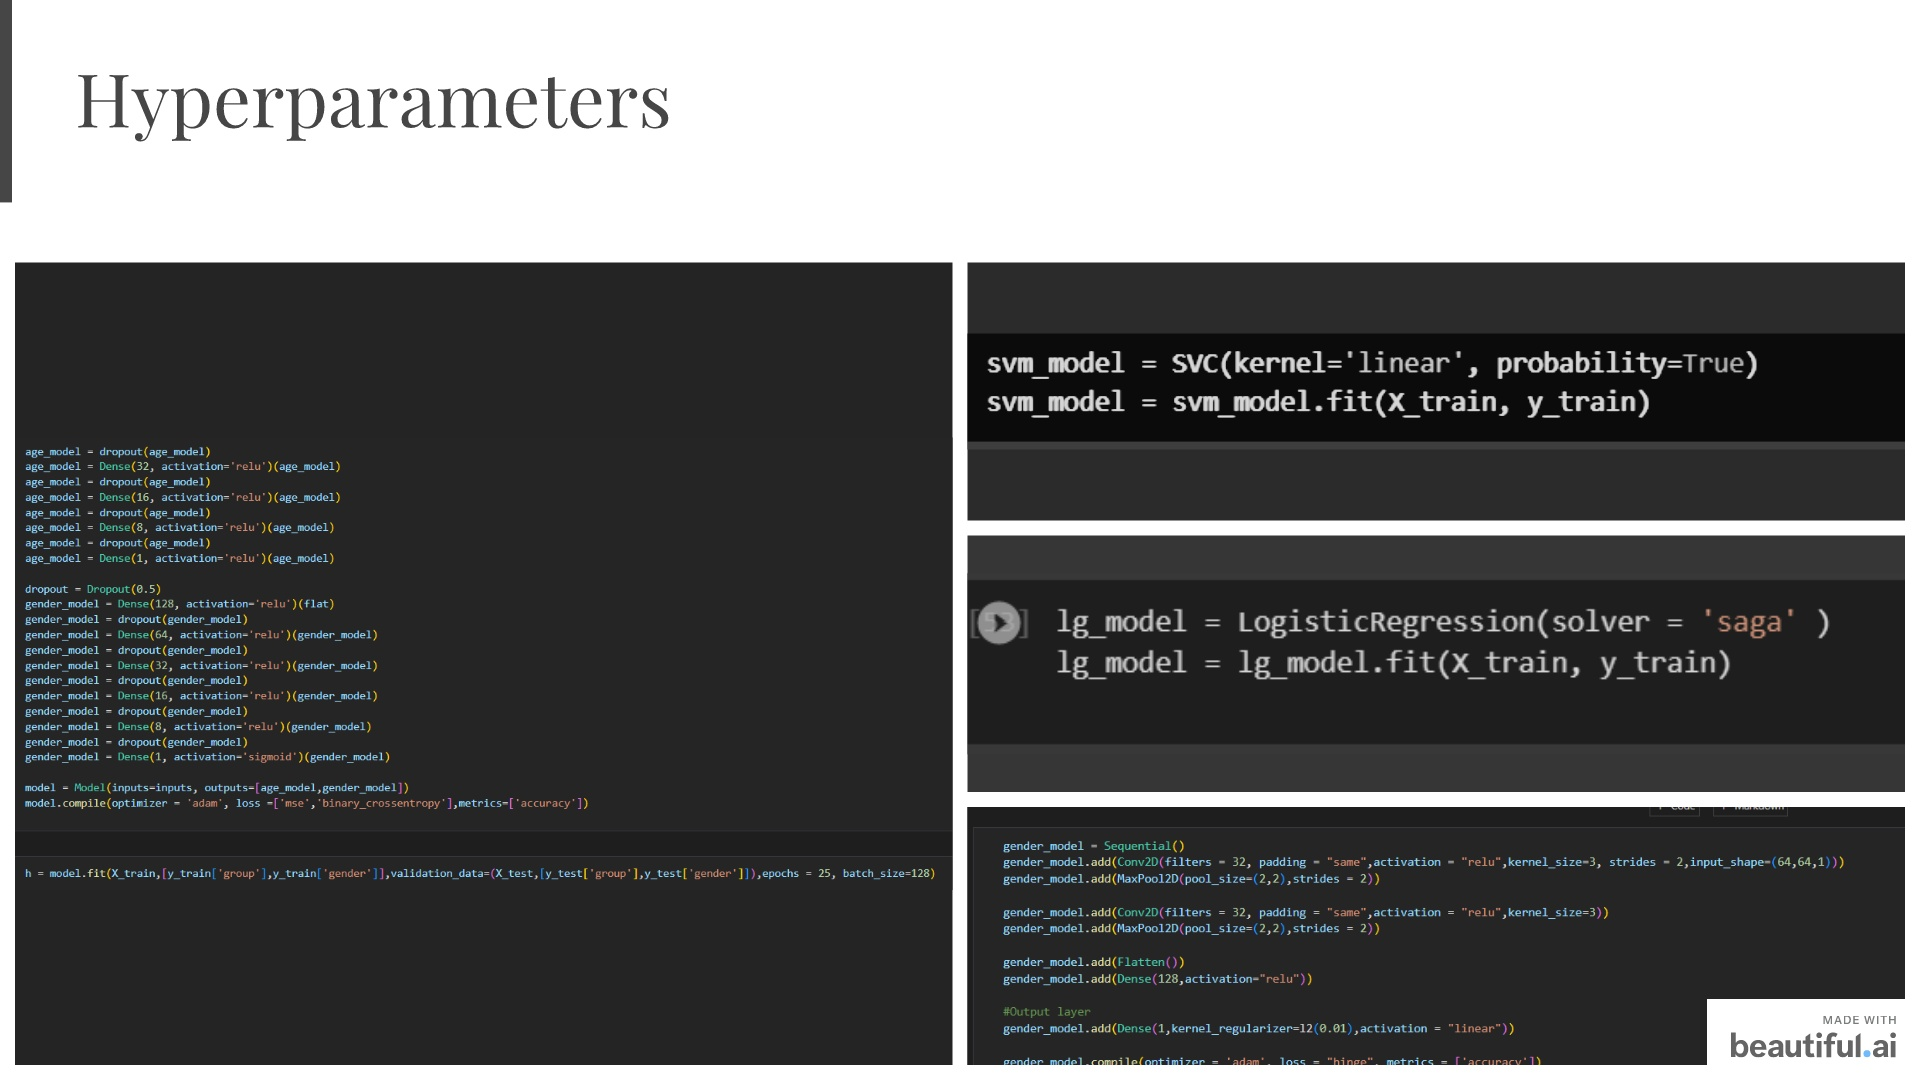 Hyperparameters
age_model = dropout(age_model)
age_model = Dense(32, activation='relu')(age_model)
age_model = dropout(age_model)
age_model = Dense(16, activation='relu')(age_model)
age_model = dropout(age_model)
age_model = Dense(8, activation='relu')(age_model)
age_model = dropout(age_model)
age_model = Dense(1, activation='relu')(age_model)
dropout = Dropout(0.5)
gender_model = Dense(128, activation='relu')(flat)
gender_model = dropout(gender_model)
gender_model = Dense(64, activation='relu')(gender_model)
gender_model = dropout(gender_model)
gender_model = Dense(32, activation='relu')(gender_model)
gender_model = dropout(gender_model)
gender_model = Dense(16, activation='relu')(gender_model)
gender_model = dropout(gender_model)
gender_model = Dense(8, activation='relu')(gender_model)
gender_model = dropout(gender_model)
gender_model = Dense(1, activation='sigmoid')(gender_model)
model = Model(inputs=inputs, outputs=[age_model,gender_model])
model.compile(optimizer = 'adam', loss =['mse','binary_crossentropy'],metrics=['accuracy'])
h = model.fit(X_train,[y_train['group'],y_train['gender']],validation_data=(X_test,[y_test['group'],y_test['gender']]),epochs = 25, batch_size=128)
svm_model = SVC(kernel='linear', probability=True)
svm_model = svm_model.fit(X_train, y_train)
lg_model = LogisticRegression(solver = 'saga' )
lg_model = lg_model.fit(X_train, y_train)
gender_model = Sequential()
gender_model.add(Conv2D(filters = 32, padding = "same",activation = "relu",kernel_size=3, strides = 2,input_shape=(64,64,1)))
gender_model.add(MaxPool2D(pool_size=(2,2),strides = 2))
gender_model.add(Conv2D(filters = 32, padding = "same",activation = "relu",kernel_size=3))
gender_model.add(MaxPool2D(pool_size=(2,2),strides = 2))
gender_model.add(Flatten())
gender_model.add(Dense(128,activation="relu"))
#Output layer
gender_model.add(Dense(1,kernel_regularizer=l2(0.01),activation = "linear"))
gender_model.compile(optimizer = 'adam', loss = "hinge", metrics = ['accuracy'])
MADE WITH
beautiful.ai